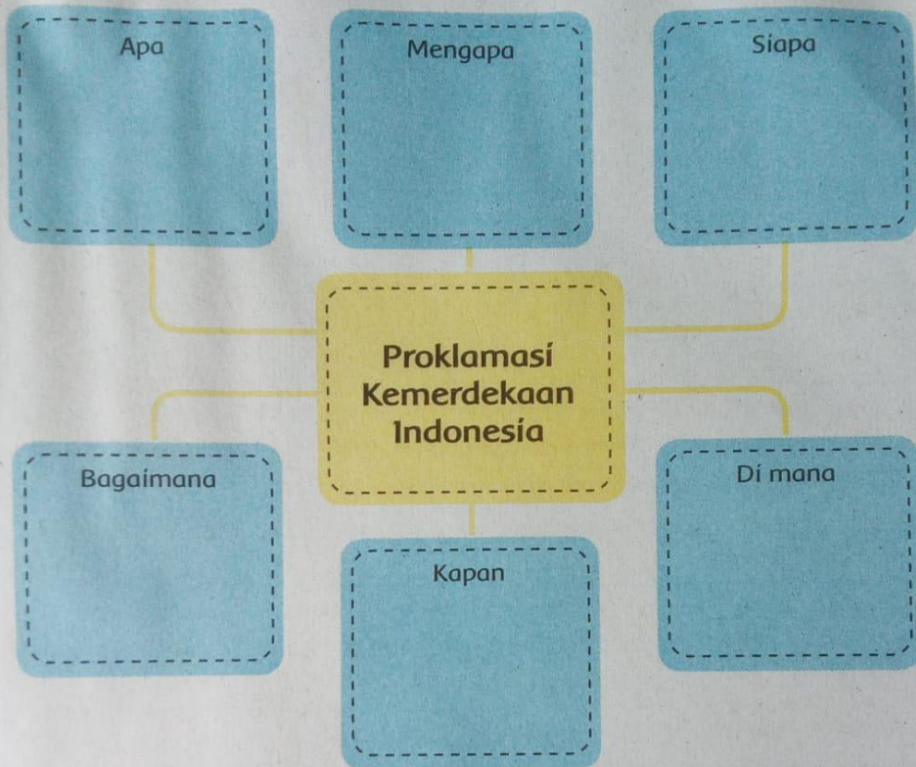 Apa
Mengapa
Siapa
Proklamasi
Kemerdekaan
Indonesia
Bagaimana
Di mana
Kapan